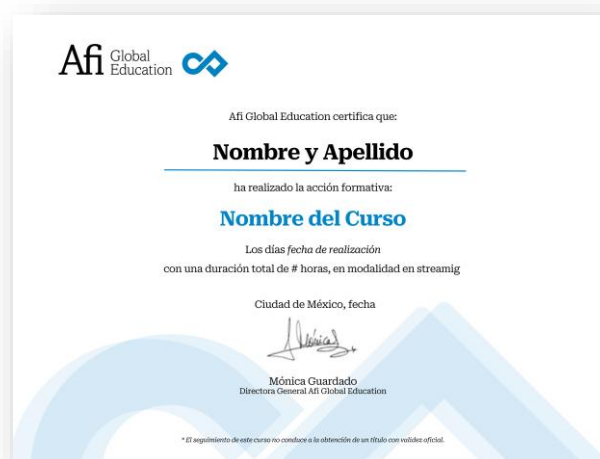 Afi Global
Education
Afi Global Education certifica que:
Nombre y Apellido
ha realizado la acción formativa:
Nombre del Curso
Los días fecha de realización
con una duración total de # horas, en modalidad en streamig
Ciudad de México, fecha
Mónica
Mónica Guardado
Directora General Afi Global Education
* El seguimiento de este curso no conduce a la obtención de un título con validez oficial.